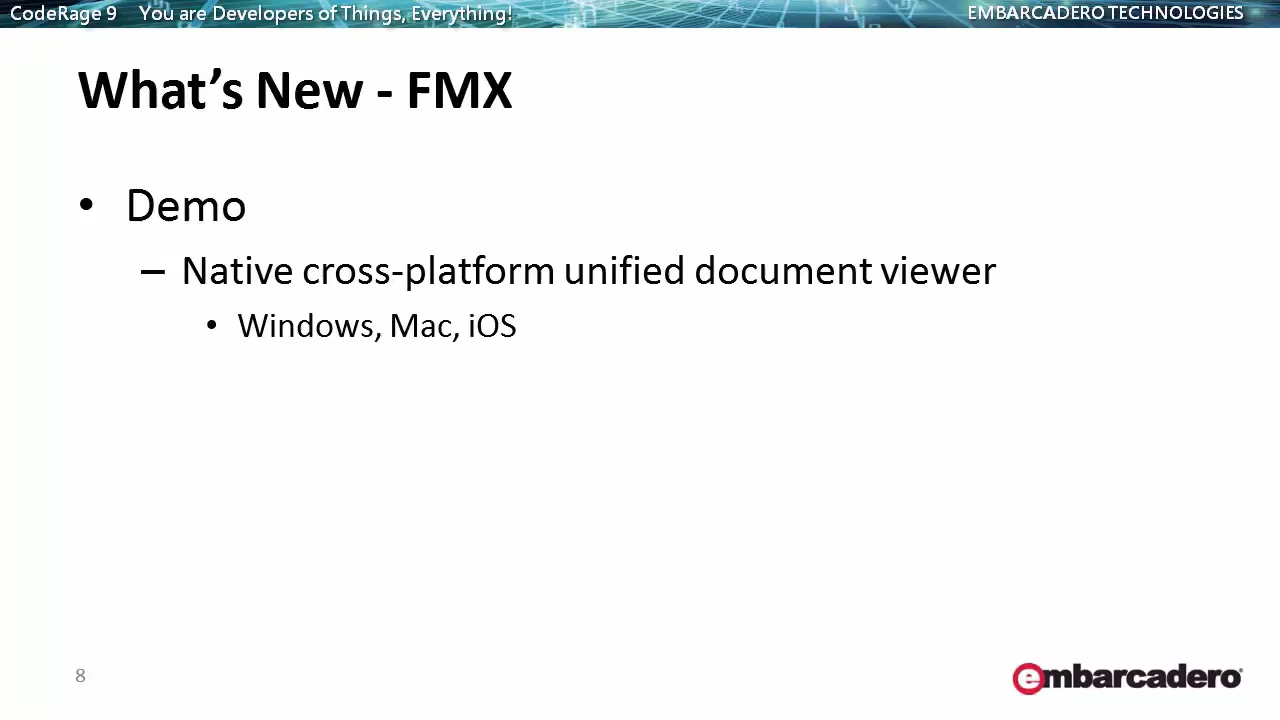 CodeRage 9 You are Developers of Things, Everything!
EMBARCADERO TECHNOLOGIES
What's New - FMX
• Demo
– Native cross-platform unified document viewer
• Windows, Mac, iOS
8
embarcadero